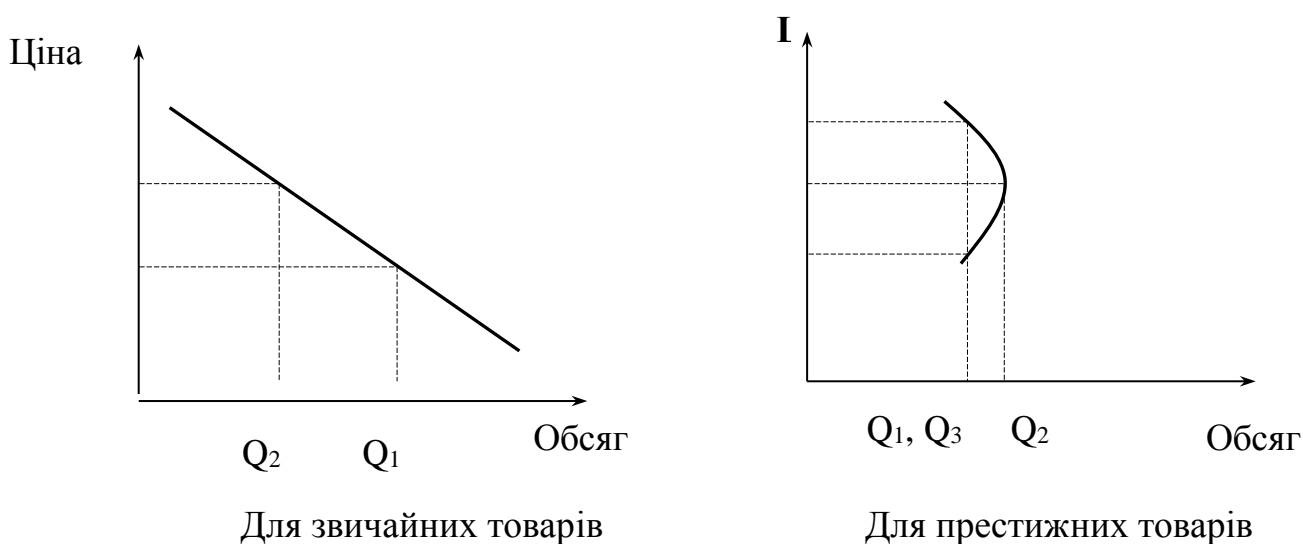 Ціна
I
Q2
Q1
Обсяг
Q1, Q3
Q2
Обсяг
Для звичайних товарів
Для престижних товарів